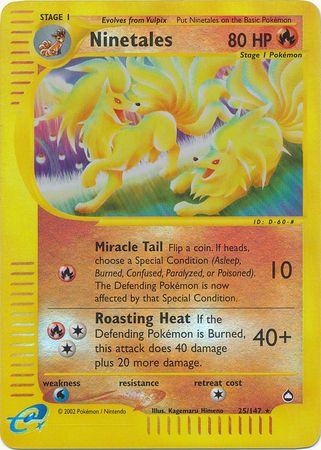 STAGE 1 Evolves from Vulpix Put Ninetales on the Basic Pokémon
Ninetales 80 HP
Stage 1 Pokémon
ID: D-60-#
Miracle Tail Flip a coin. If heads,
choose a Special Condition (Asleep,
Burned, Confused, Paralyzed, or Poisoned).
The Defending Pokémon is now
affected by that Special Condition.
10
Roasting Heat If the
Defending Pokémon is Burned,
this attack does 40 damage
plus 20 more damage.
40+
weakness resistance retreat cost
e
© 2002 Pokémon / Nintendo Illus. Kagemaru Himeno 25/147 ★